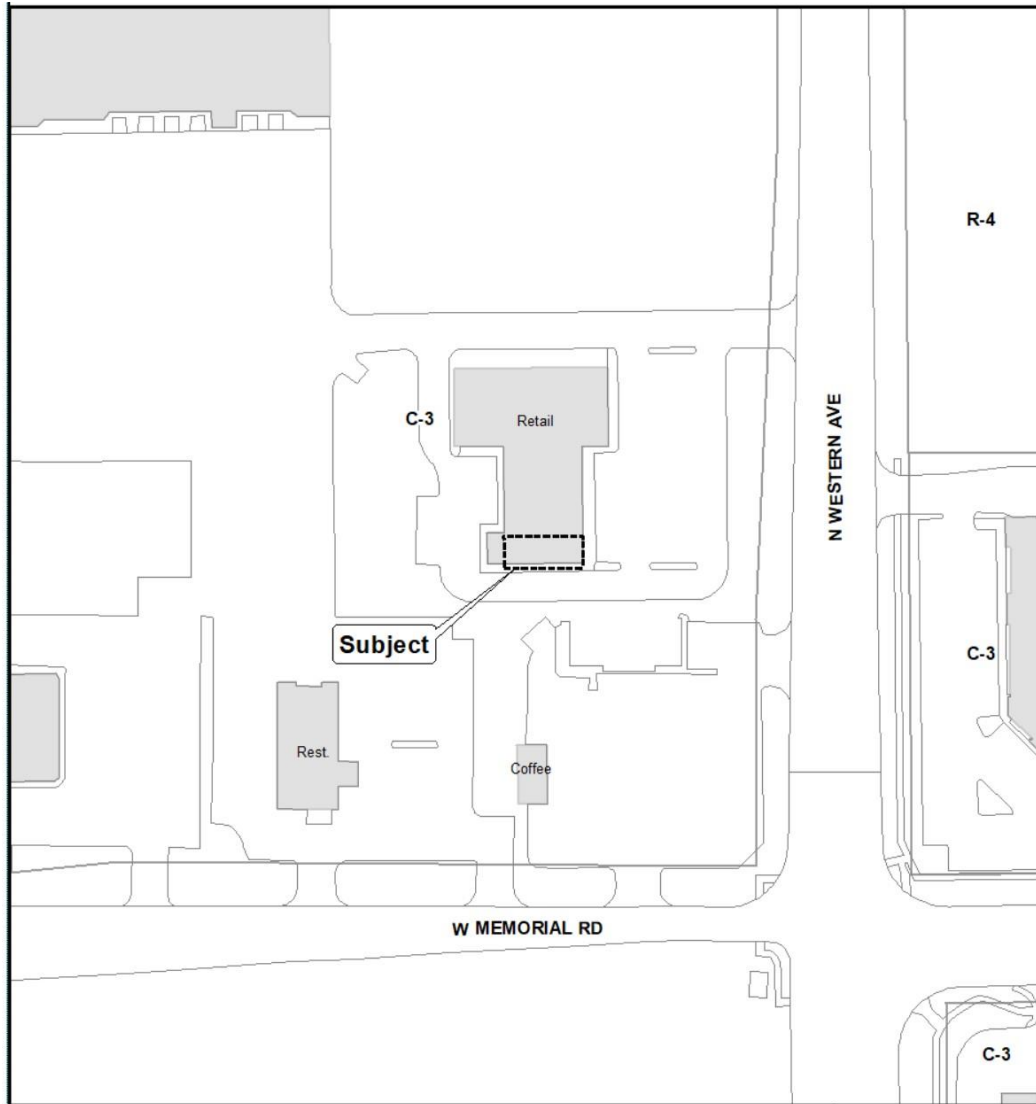 R-4
C-3
Retail
N WESTERN AVE
Subject
C-3
Rest.
Coffee
W MEMORIAL RD
C-3